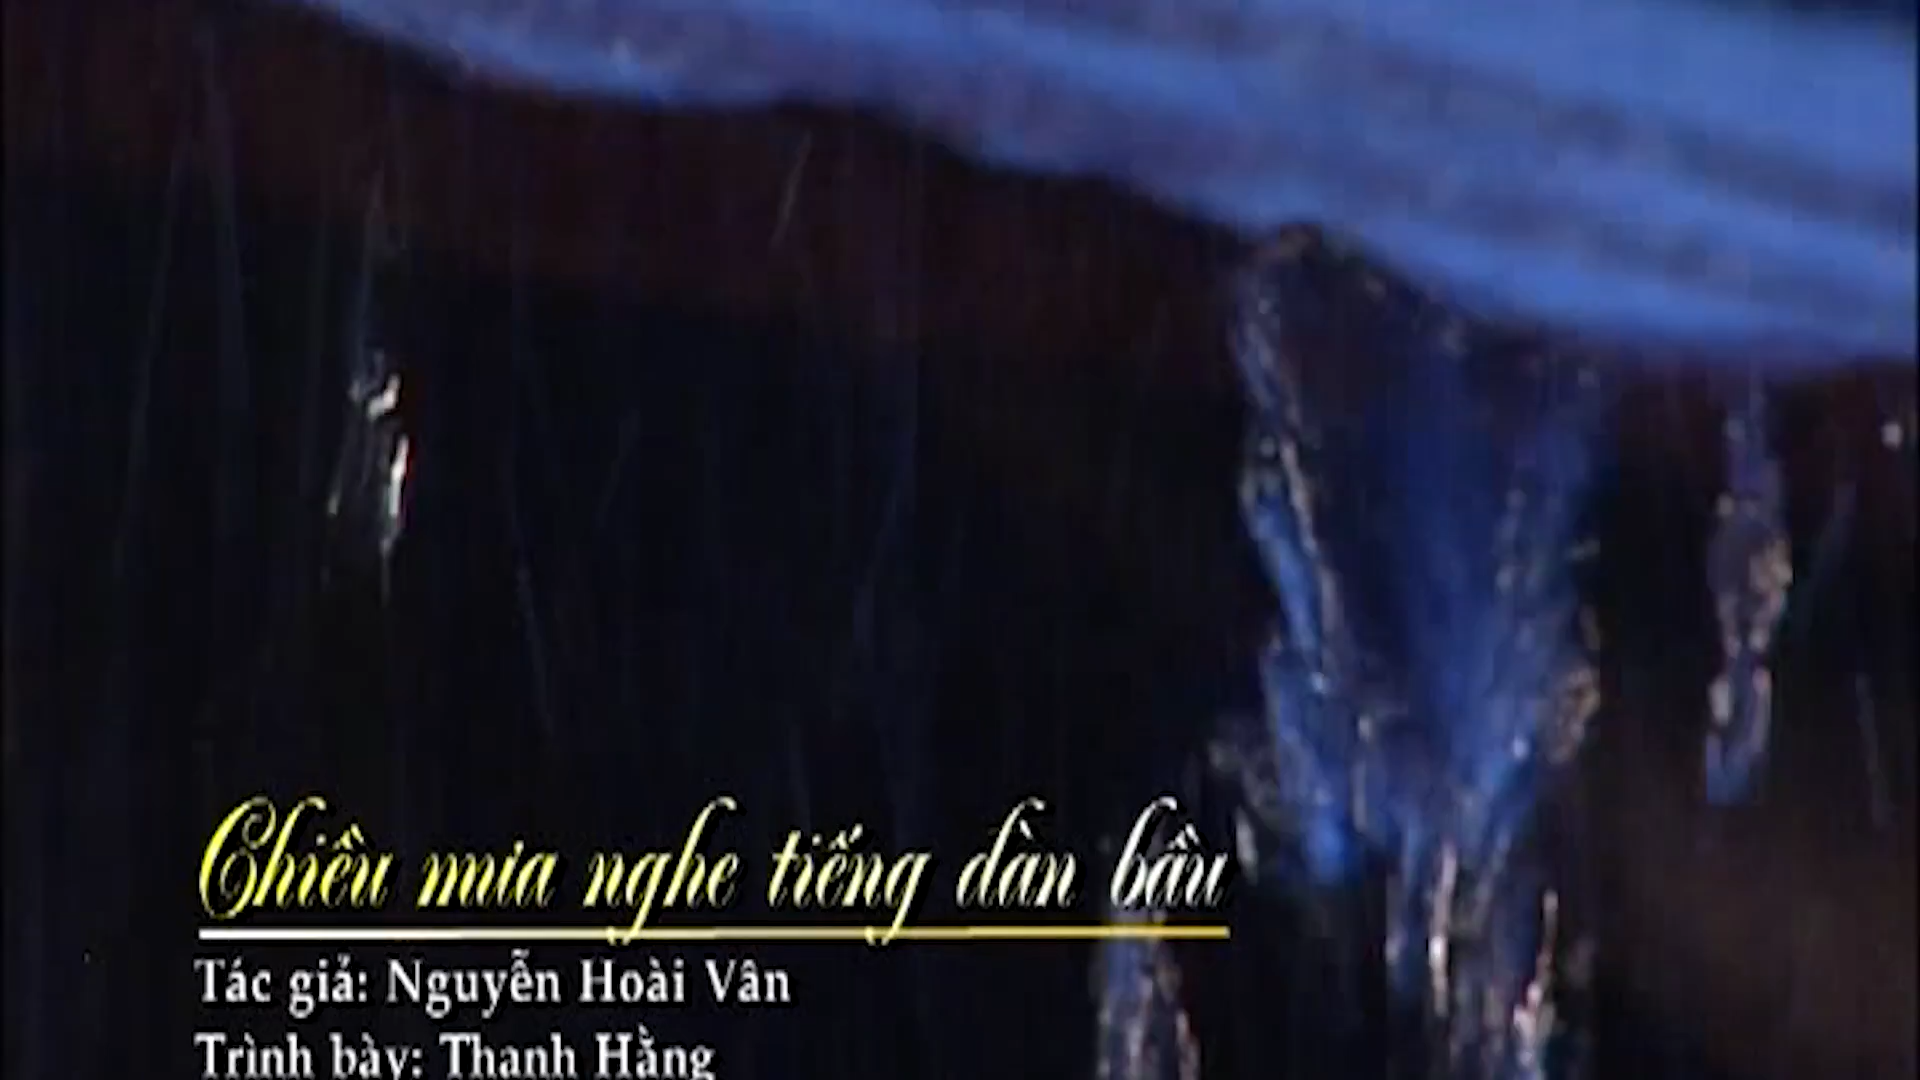 Chiều mưa nghe tiếng đàn bầu
Tác giả: Nguyễn Hoài Vân
Trình bày: Thanh Hằng